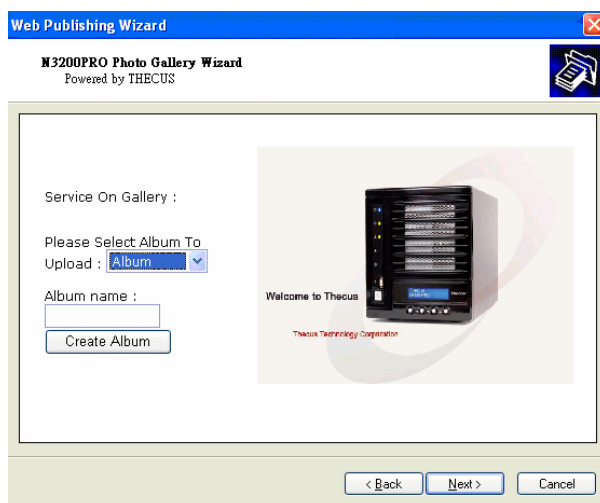 Web Publishing Wizard
N3200PRO Photo Gallery Wizard
Powered by THECUS
Service On Gallery :
Please Select Album To
Upload : Album
Album name :
Create Album
Welcome to Thecus
Thecus Technology Corporation
< Back
Next >
Cancel